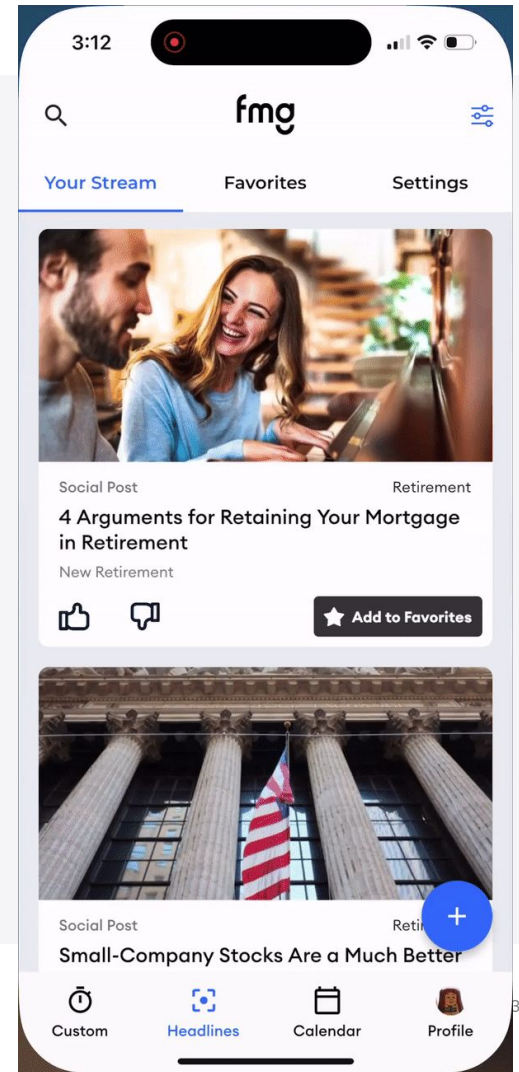 3:12
fmg
Your Stream Favorites Settings
Social Post Retirement
4 Arguments for Retaining Your Mortgage
in Retirement
New Retirement
Add to Favorites
Social Post
Small-Company Stocks Are a Much Better
Custom Headlines Calendar Profile